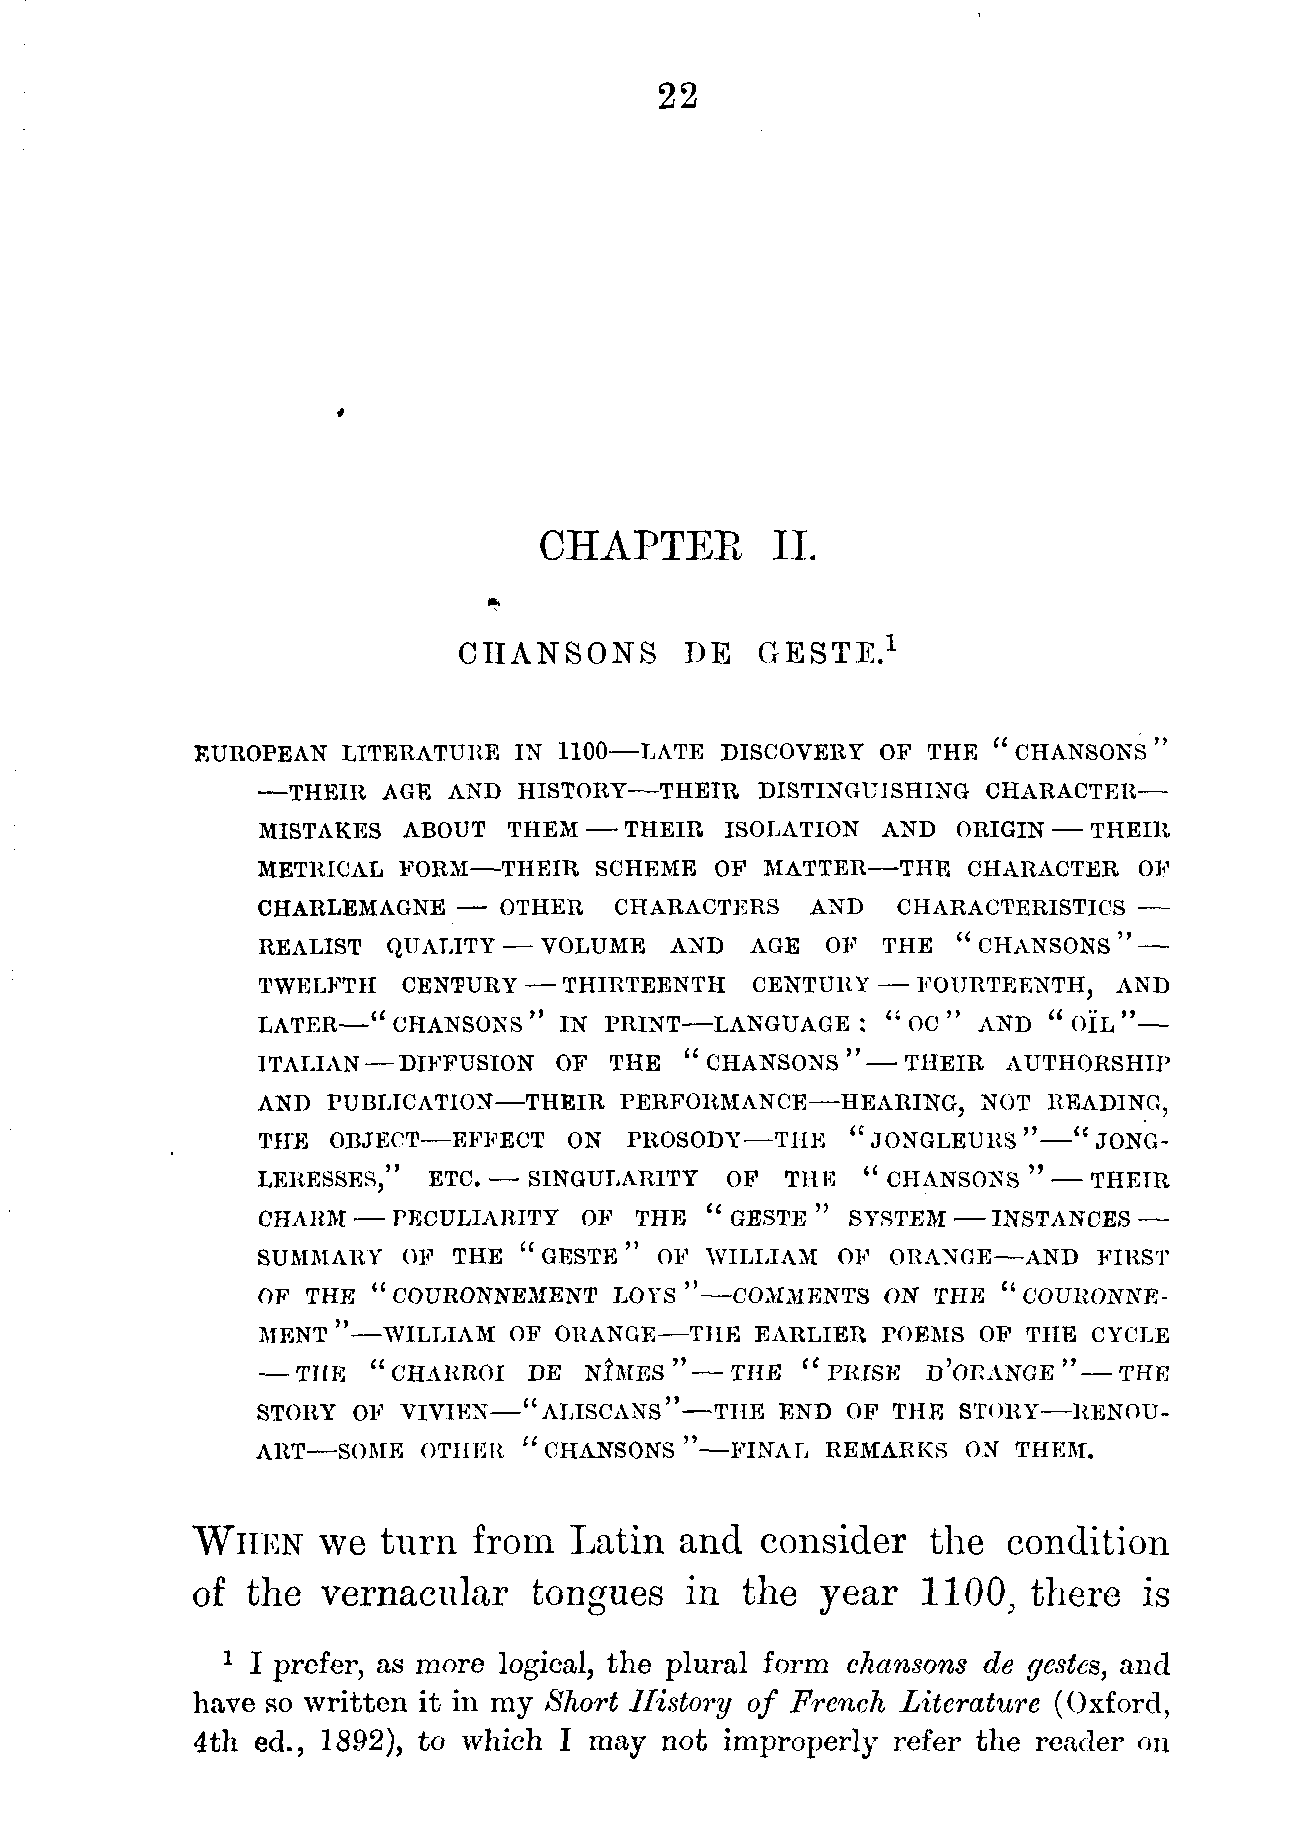 22
CHAPTER II.
CHANSONS DE GESTE.¹
EUROPEAN LITERATURE IN 1100—LATE DISCOVERY OF THE “CHANSONS”
—THEIR AGE AND HISTORY—THEIR DISTINGUISHING CHARACTER—
MISTAKES ABOUT THEM — THEIR ISOLATION AND ORIGIN — THEIR
METRICAL FORM—THEIR SCHEME OF MATTER—THE CHARACTER OF
CHARLEMAGNE — OTHER CHARACTERS AND CHARACTERISTICS —
REALIST QUALITY — VOLUME AND AGE OF THE “CHANSONS”—
TWELFTH CENTURY — THIRTEENTH CENTURY — FOURTEENTH, AND
LATER—“CHANSONS” IN PRINT—LANGUAGE: “OC” AND “OÏL”—
ITALIAN — DIFFUSION OF THE “CHANSONS”— THEIR AUTHORSHIP
AND PUBLICATION—THEIR PERFORMANCE—HEARING, NOT READING,
THE OBJECT—EFFECT ON PROSODY—THE “JONGLEURS”—“JONG-
LERESSES,” ETC. — SINGULARITY OF THE “CHANSONS” — THEIR
CHARM — PECULIARITY OF THE “GESTE” SYSTEM — INSTANCES —
SUMMARY OF THE “GESTE” OF WILLIAM OF ORANGE—AND FIRST
OF THE “COURONNEMENT LOYS”—COMMENTS ON THE “COURONNE-
MENT”—WILLIAM OF ORANGE—THE EARLIER POEMS OF THE CYCLE
— THE “CHARROI DE NÎMES”— THE “PRISE D'ORANGE”— THE
STORY OF VIVIEN—“ALISCANS”—THE END OF THE STORY—RENOU-
ART—SOME OTHER “CHANSONS”—FINAL REMARKS ON THEM.
WHEN we turn from Latin and consider the condition
of the vernacular tongues in the year 1100, there is
¹ I prefer, as more logical, the plural form chansons de gestes, and
have so written it in my Short History of French Literature (Oxford,
4th ed., 1892), to which I may not improperly refer the reader on